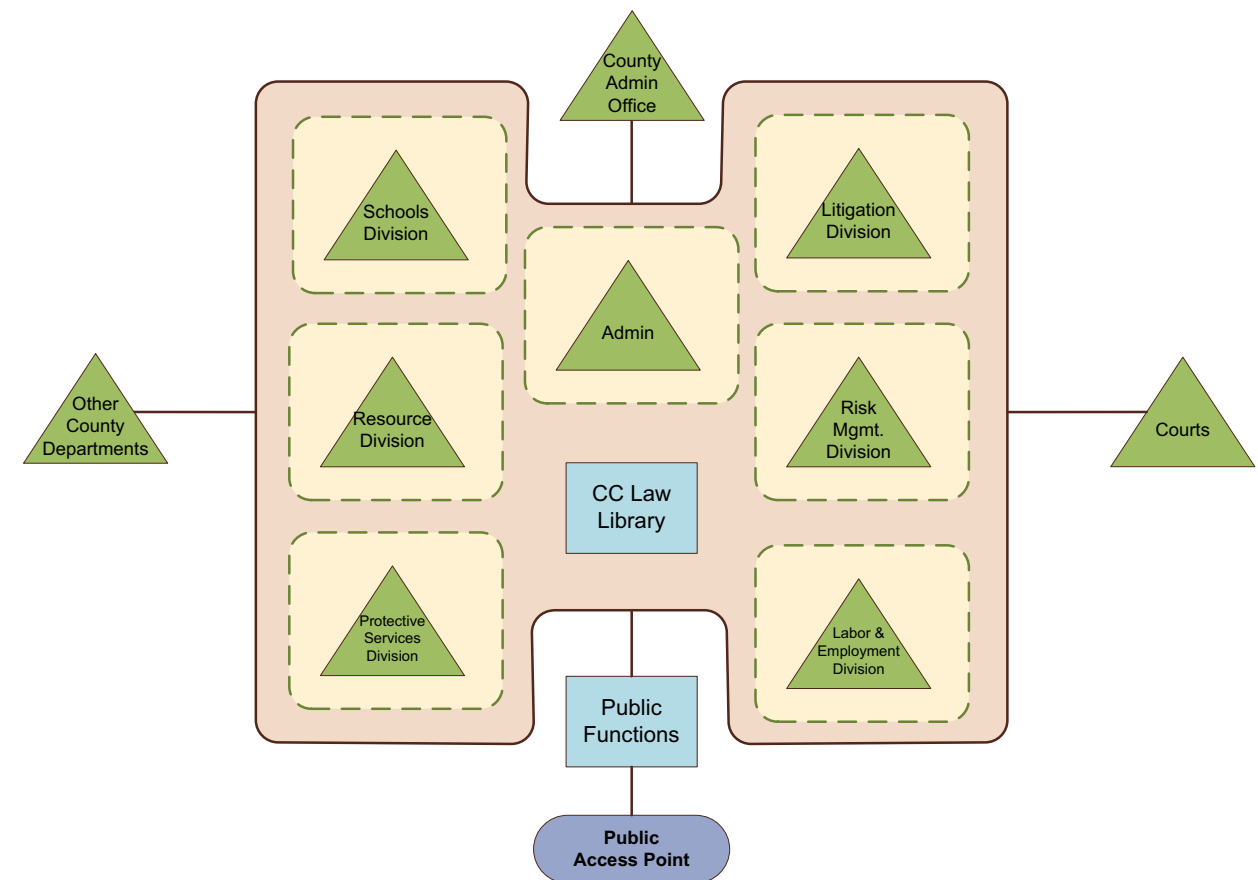 County
Admin
Office
Schools
Division
Litigation
Division
Admin
Other
County
Departments
Resource
Division
Risk
Mgmt.
Division
Courts
CC Law
Library
Protective
Services
Division
Labor &
Employment
Division
Public
Functions
Public
Access Point